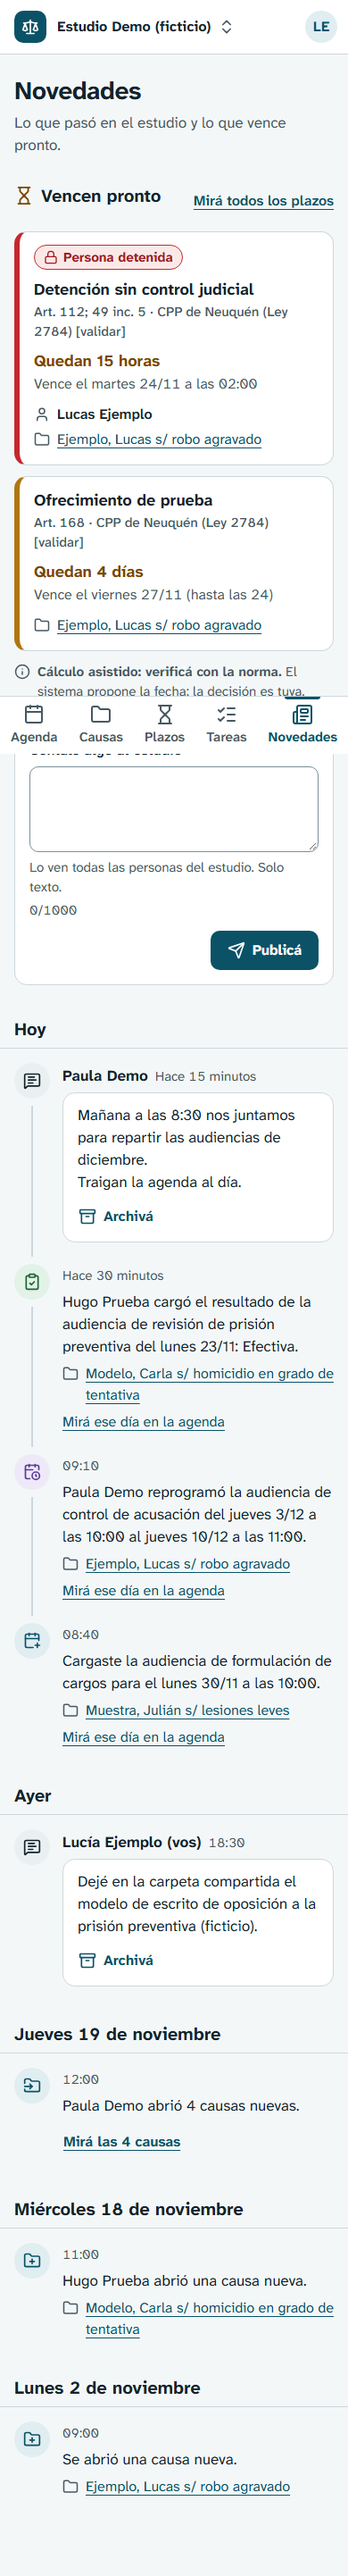 Estudio Demo (ficticio)
LE
Novedades
Lo que pasó en el estudio y lo que vence
pronto.
Vencen pronto
Mirá todos los plazos
Persona detenida
Detención sin control judicial
Art. 112; 49 inc. 5 · CPP de Neuquén (Ley
2784) [validar]
Quedan 15 horas
Vence el martes 24/11 a las 02:00
Lucas Ejemplo
Ejemplo, Lucas s/ robo agravado
Ofrecimiento de prueba
Art. 168 · CPP de Neuquén (Ley 2784)
[validar]
Quedan 4 días
Vence el viernes 27/11 (hasta las 24)
Ejemplo, Lucas s/ robo agravado
Cálculo asistido: verificá con la norma. El
sistema propone la fecha: la decisión es tuya.
Agenda
Causas
Plazos
Tareas
Novedades
Lo ven todas las personas del estudio. Solo
texto.
0/1000
Publicá
Hoy
Paula Demo Hace 15 minutos
Mañana a las 8:30 nos juntamos
para repartir las audiencias de
diciembre.
Traigan la agenda al día.
Archivá
Hace 30 minutos
Hugo Prueba cargó el resultado de la
audiencia de revisión de prisión
preventiva del lunes 23/11: Efectiva.
Modelo, Carla s/ homicidio en grado de
tentativa
Mirá ese día en la agenda
09:10
Paula Demo reprogramó la audiencia de
control de acusación del jueves 3/12 a
las 10:00 al jueves 10/12 a las 11:00.
Ejemplo, Lucas s/ robo agravado
Mirá ese día en la agenda
08:40
Cargaste la audiencia de formulación de
cargos para el lunes 30/11 a las 10:00.
Muestra, Julián s/ lesiones leves
Mirá ese día en la agenda
Ayer
Lucía Ejemplo (vos) 18:30
Dejé en la carpeta compartida el
modelo de escrito de oposición a la
prisión preventiva (ficticio).
Archivá
Jueves 19 de noviembre
12:00
Paula Demo abrió 4 causas nuevas.
Mirá las 4 causas
Miércoles 18 de noviembre
11:00
Hugo Prueba abrió una causa nueva.
Modelo, Carla s/ homicidio en grado de
tentativa
Lunes 2 de noviembre
09:00
Se abrió una causa nueva.
Ejemplo, Lucas s/ robo agravado